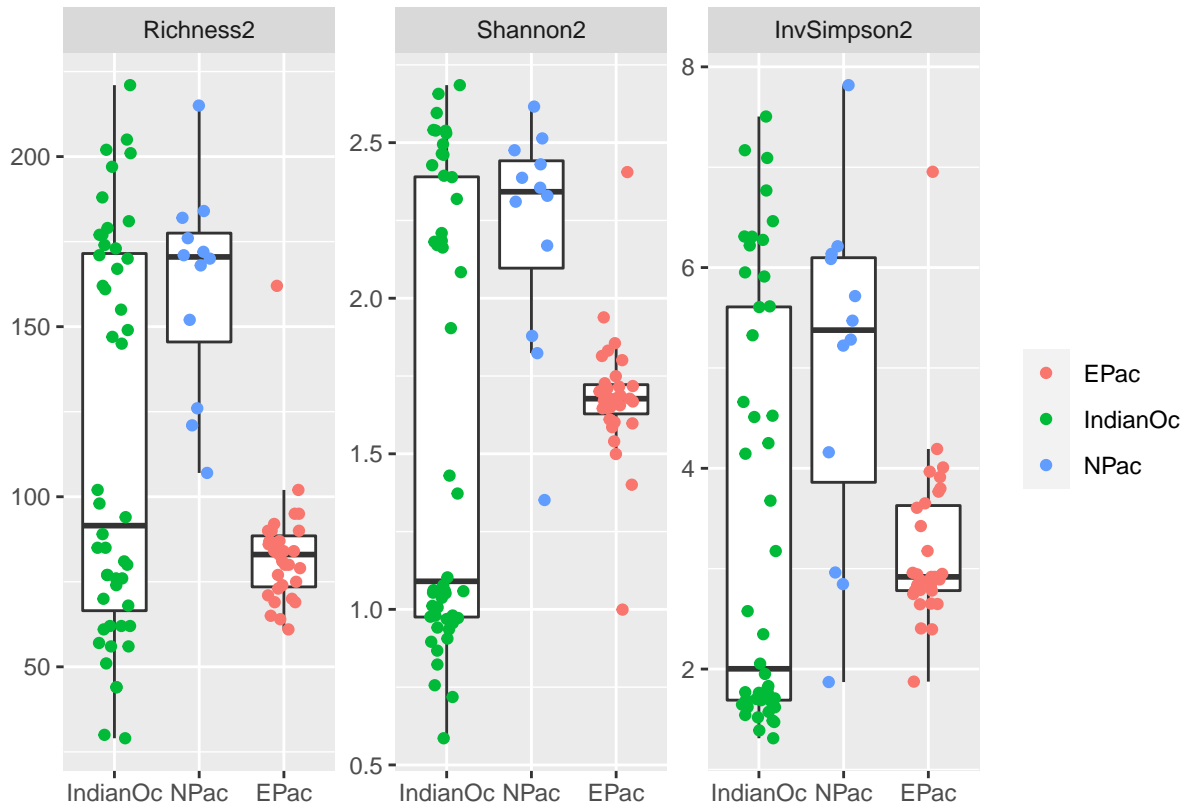 Richness2 Shannon2 InvSimpson2
200
150
100
50
2.5
2.0
1.5
1.0
0.5
8
6
4
2
IndianOc NPac EPac IndianOc NPac EPac IndianOc NPac EPac
EPac
IndianOc
NPac